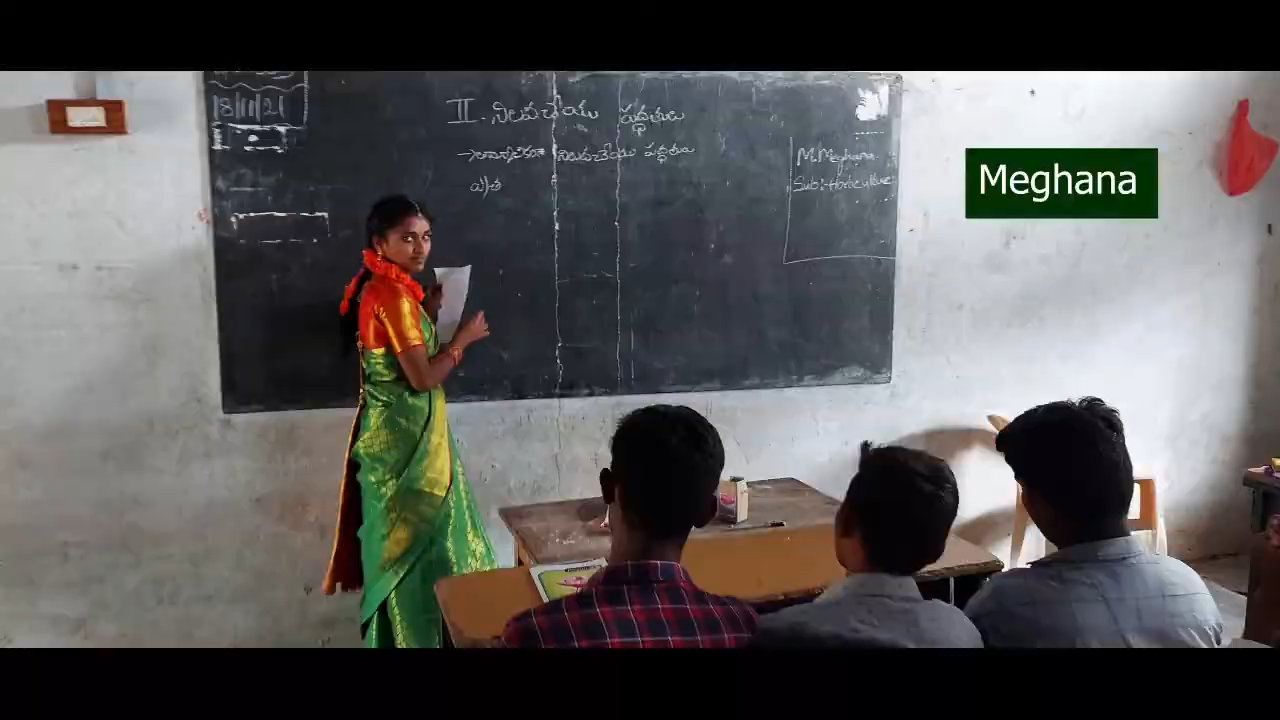 18/11/21
II. నిలవచేయు పద్ధతులు
నిలవచేయు పద్ధతులు
M. Meghana
Sub:- Horticulture
Meghana